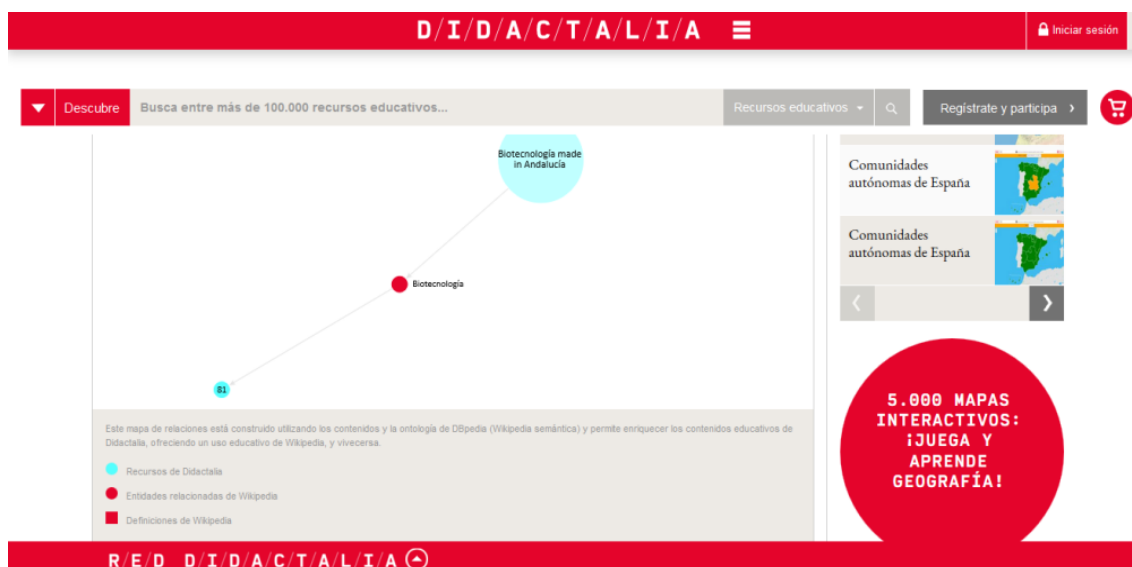 D/I/D/A/C/T/A/L/I/A
Iniciar sesión
Descubre
Busca entre más de 100.000 recursos educativos...
Recursos educativos
Regístrate y participa
Biotecnología made
in Andalucía
Biotecnología
81
Este mapa de relaciones está construido utilizando los contenidos y la ontología de DBpedia (Wikipedia semántica) y permite enriquecer los contenidos educativos de
Didactalia, ofreciendo un uso educativo de Wikipedia, y vivecersa.
Recursos de Didactalia
Entidades relacionadas de Wikipedia
Definiciones de Wikipedia
Comunidades
autónomas de España
Comunidades
autónomas de España
5.000 MAPAS
INTERACTIVOS:
¡JUEGA Y
APRENDE
GEOGRAFÍA!
R/E/D D/I/D/A/C/T/A/L/I/A